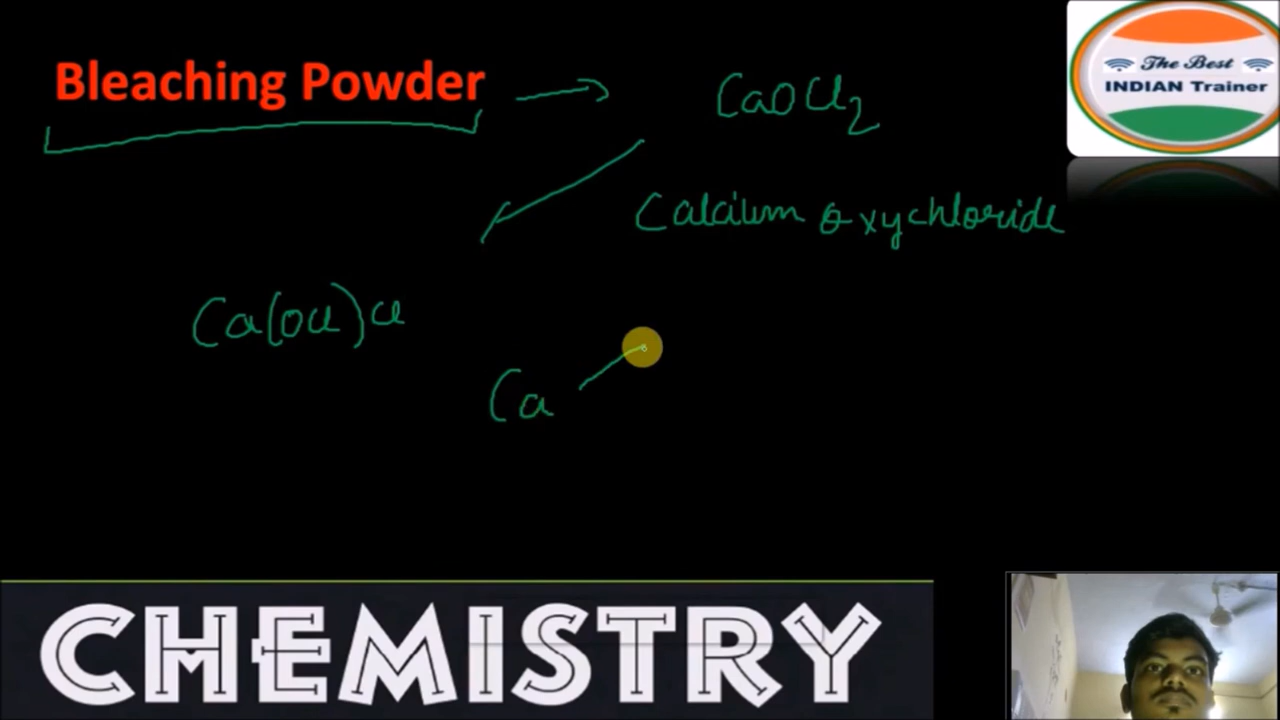 Bleaching Powder → CaOCl₂
The Best
INDIAN Trainer
Calcium oxychloride
Ca(OCl)Cl
Ca
CHEMISTRY